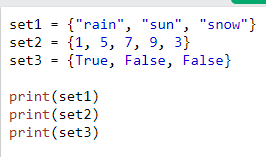 set1 = {"rain", "sun", "snow"}
set2 = {1, 5, 7, 9, 3}
set3 = {True, False, False}
print(set1)
print(set2)
print(set3)